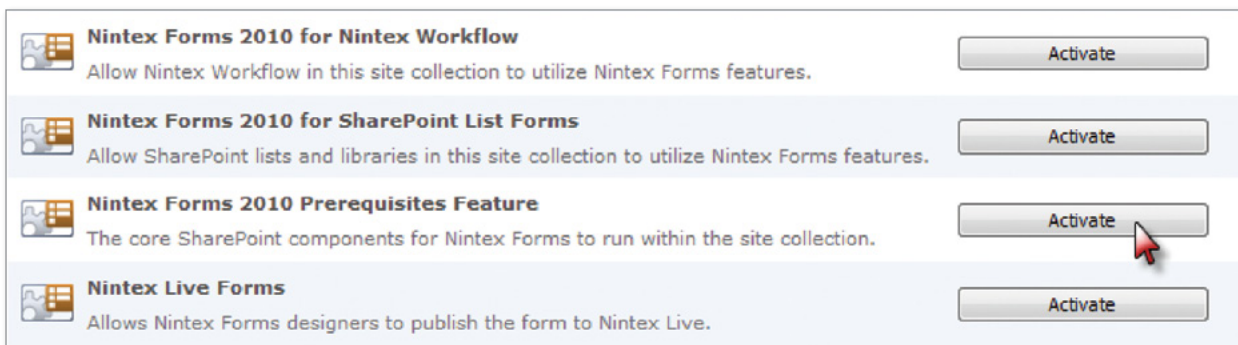 Nintex Forms 2010 for Nintex Workflow
Activate
Allow Nintex Workflow in this site collection to utilize Nintex Forms features.
Nintex Forms 2010 for SharePoint List Forms
Activate
Allow SharePoint lists and libraries in this site collection to utilize Nintex Forms features.
Nintex Forms 2010 Prerequisites Feature
Activate
The core SharePoint components for Nintex Forms to run within the site collection.
Nintex Live Forms
Activate
Allows Nintex Forms designers to publish the form to Nintex Live.